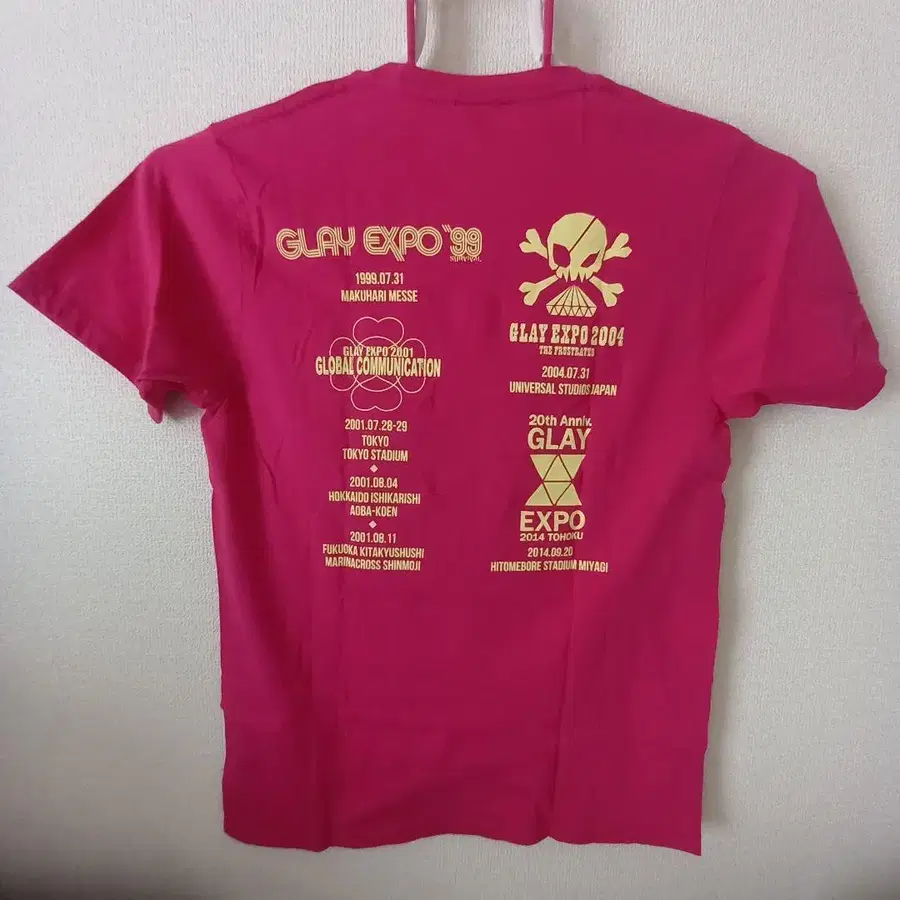 GLAY EXPO '99
SURVIVAL
1999.07.31
MAKUHARI MESSE
GLAY EXPO 2001
GLOBAL COMMUNICATION
2001.07.28-29
TOKYO
TOKYO STADIUM
2001.08.04
HOKKAIDO ISHIKARISHI
AOBA-KOEN
2001.08.11
FUKUOKA KITAKYUSHUSHI
MARINACROSS SHINMOJI
GLAY EXPO 2004
THE FRUSTRATED
2004.07.31
UNIVERSAL STUDIOS JAPAN
20th Anniv.
GLAY
EXPO
2014 TOHOKU
2014.09.20
HITOMEBORE STADIUM MIYAGI